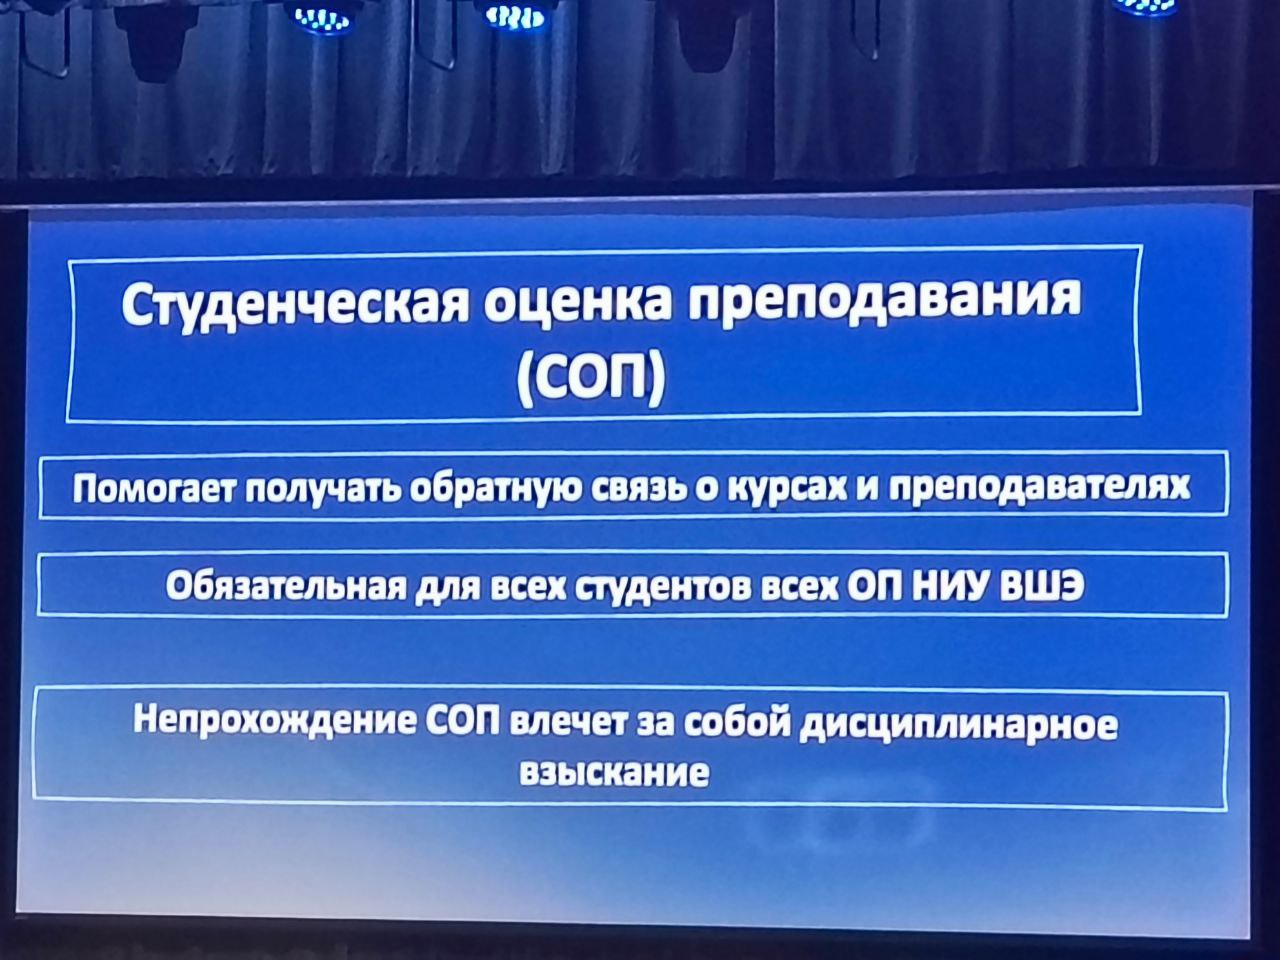 Студенческая оценка преподавания
(СОП)
Помогает получать обратную связь о курсах и преподавателях
Обязательная для всех студентов всех ОП НИУ ВШЭ
Непрохождение СОП влечет за собой дисциплинарное
взыскание